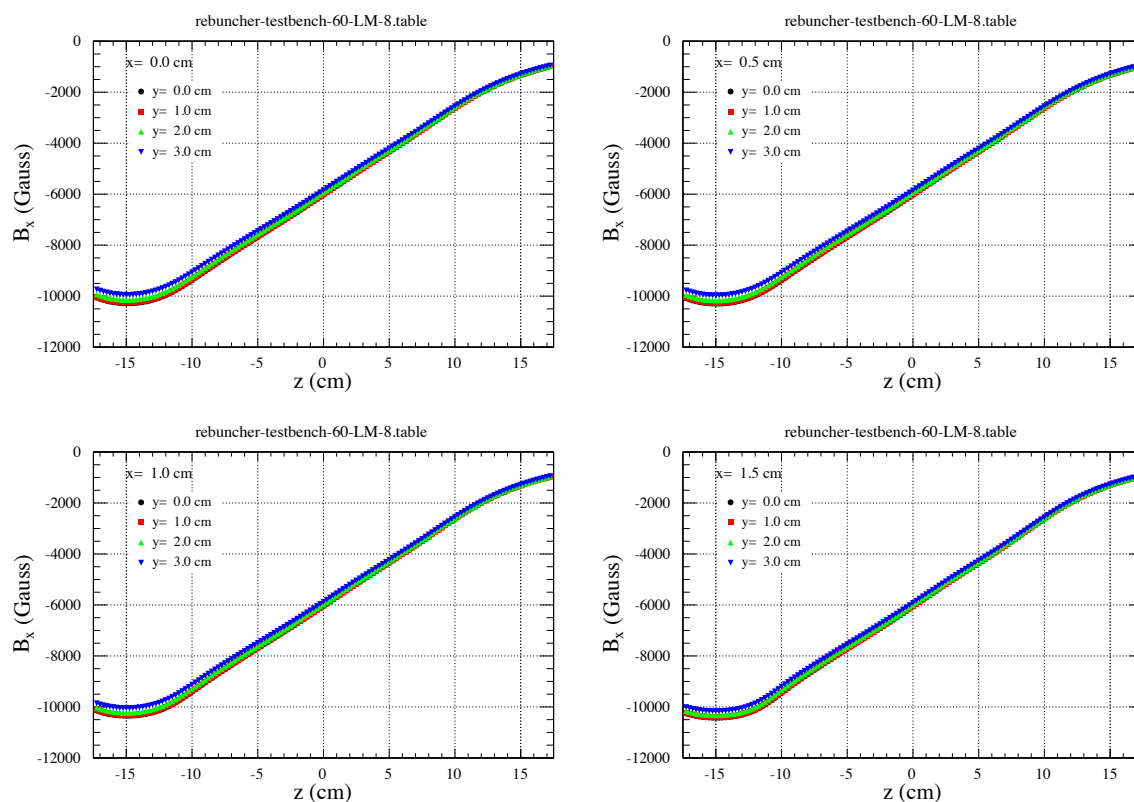 rebuncher-testbench-60-LM-8.table
x= 0.0 cm
y= 0.0 cm
y= 1.0 cm
y= 2.0 cm
y= 3.0 cm
0
-2000
-4000
-6000
-8000
-10000
-12000
B_x (Gauss)
-15 -10 -5 0 5 10 15
z (cm)
rebuncher-testbench-60-LM-8.table
x= 0.5 cm
y= 0.0 cm
y= 1.0 cm
y= 2.0 cm
y= 3.0 cm
0
-2000
-4000
-6000
-8000
-10000
-12000
B_x (Gauss)
-15 -10 -5 0 5 10 15
z (cm)
rebuncher-testbench-60-LM-8.table
x= 1.0 cm
y= 0.0 cm
y= 1.0 cm
y= 2.0 cm
y= 3.0 cm
0
-2000
-4000
-6000
-8000
-10000
-12000
B_x (Gauss)
-15 -10 -5 0 5 10 15
z (cm)
rebuncher-testbench-60-LM-8.table
x= 1.5 cm
y= 0.0 cm
y= 1.0 cm
y= 2.0 cm
y= 3.0 cm
0
-2000
-4000
-6000
-8000
-10000
-12000
B_x (Gauss)
-15 -10 -5 0 5 10 15
z (cm)